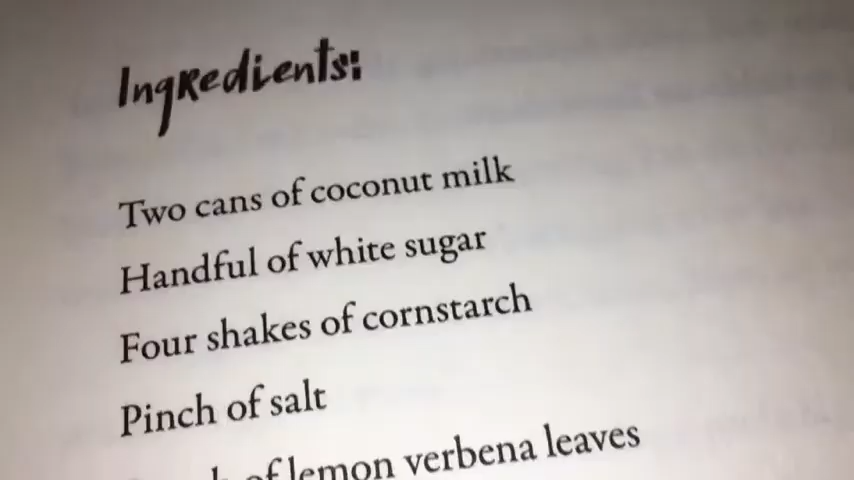 Ingredients:
Two cans of coconut milk
Handful of white sugar
Four shakes of cornstarch
Pinch of salt
of lemon verbena leaves